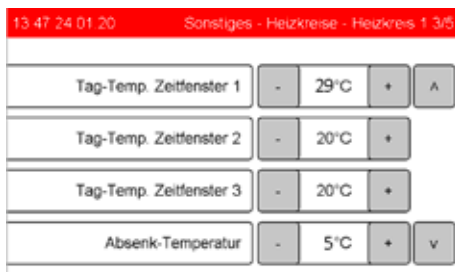 13 47 24 01 20 Sonstiges - Heizkreise - Heizkreis 1 3/5
Tag-Temp. Zeitfenster 1 - 29°C + ʌ
Tag-Temp. Zeitfenster 2 - 20°C +
Tag-Temp. Zeitfenster 3 - 20°C +
Absenk-Temperatur - 5°C + v